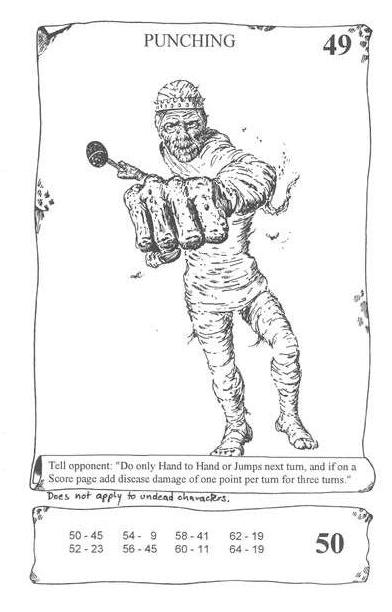 PUNCHING 49
Tell opponent: "Do only Hand to Hand or Jumps next turn, and if on a
Score page add disease damage of one point per turn for three turns."
Does not apply to undead characters.
50 - 45 54 - 9 58 - 41 62 - 19
52 - 23 56 - 45 60 - 11 64 - 19
50